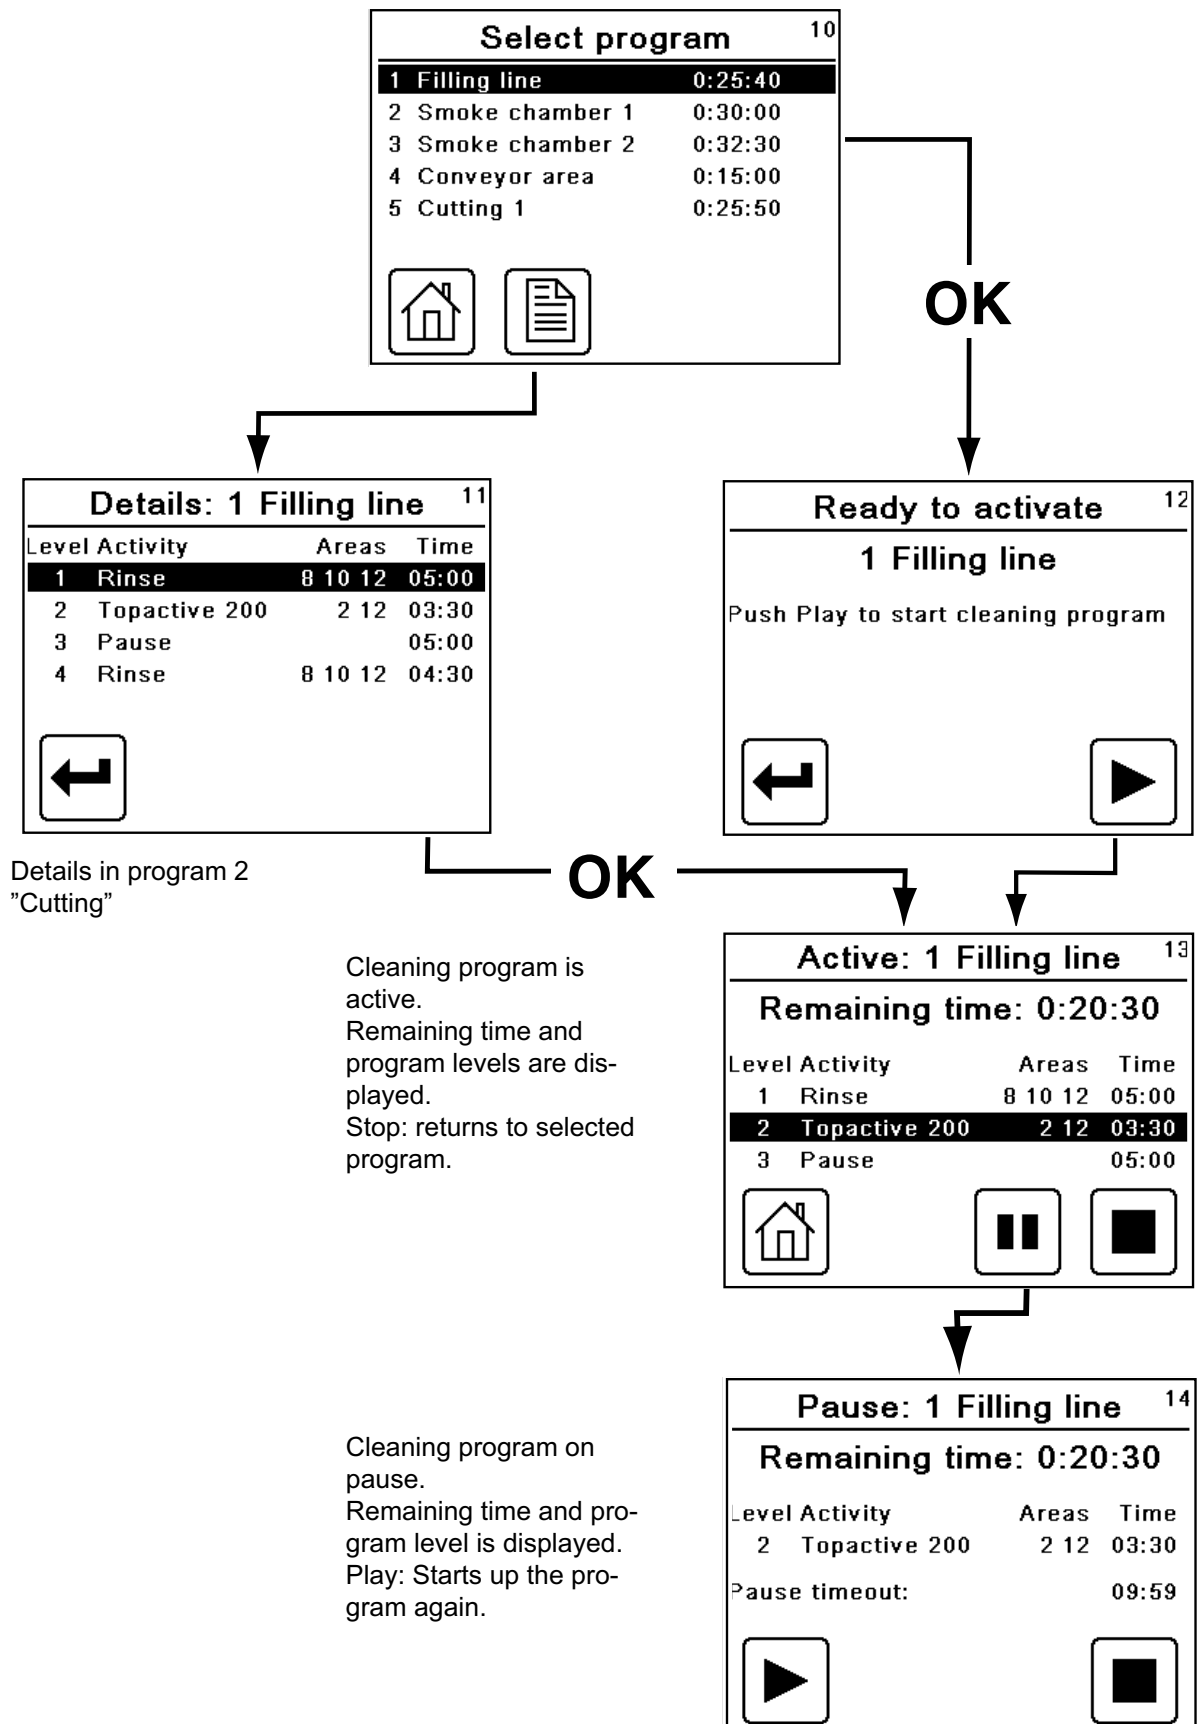 Select program 10
1 Filling line 0:25:40
2 Smoke chamber 1 0:30:00
3 Smoke chamber 2 0:32:30
4 Conveyor area 0:15:00
5 Cutting 1 0:25:50
OK
Details: 1 Filling line 11
Level Activity Areas Time
1 Rinse 8 10 12 05:00
2 Topactive 200 2 12 03:30
3 Pause 05:00
4 Rinse 8 10 12 04:30
Ready to activate 12
1 Filling line
Push Play to start cleaning program
Details in program 2
”Cutting”
OK
Cleaning program is
active.
Remaining time and
program levels are dis-
played.
Stop: returns to selected
program.
Active: 1 Filling line 13
Remaining time: 0:20:30
Level Activity Areas Time
1 Rinse 8 10 12 05:00
2 Topactive 200 2 12 03:30
3 Pause 05:00
Cleaning program on
pause.
Remaining time and pro-
gram level is displayed.
Play: Starts up the pro-
gram again.
Pause: 1 Filling line 14
Remaining time: 0:20:30
Level Activity Areas Time
2 Topactive 200 2 12 03:30
Pause timeout: 09:59